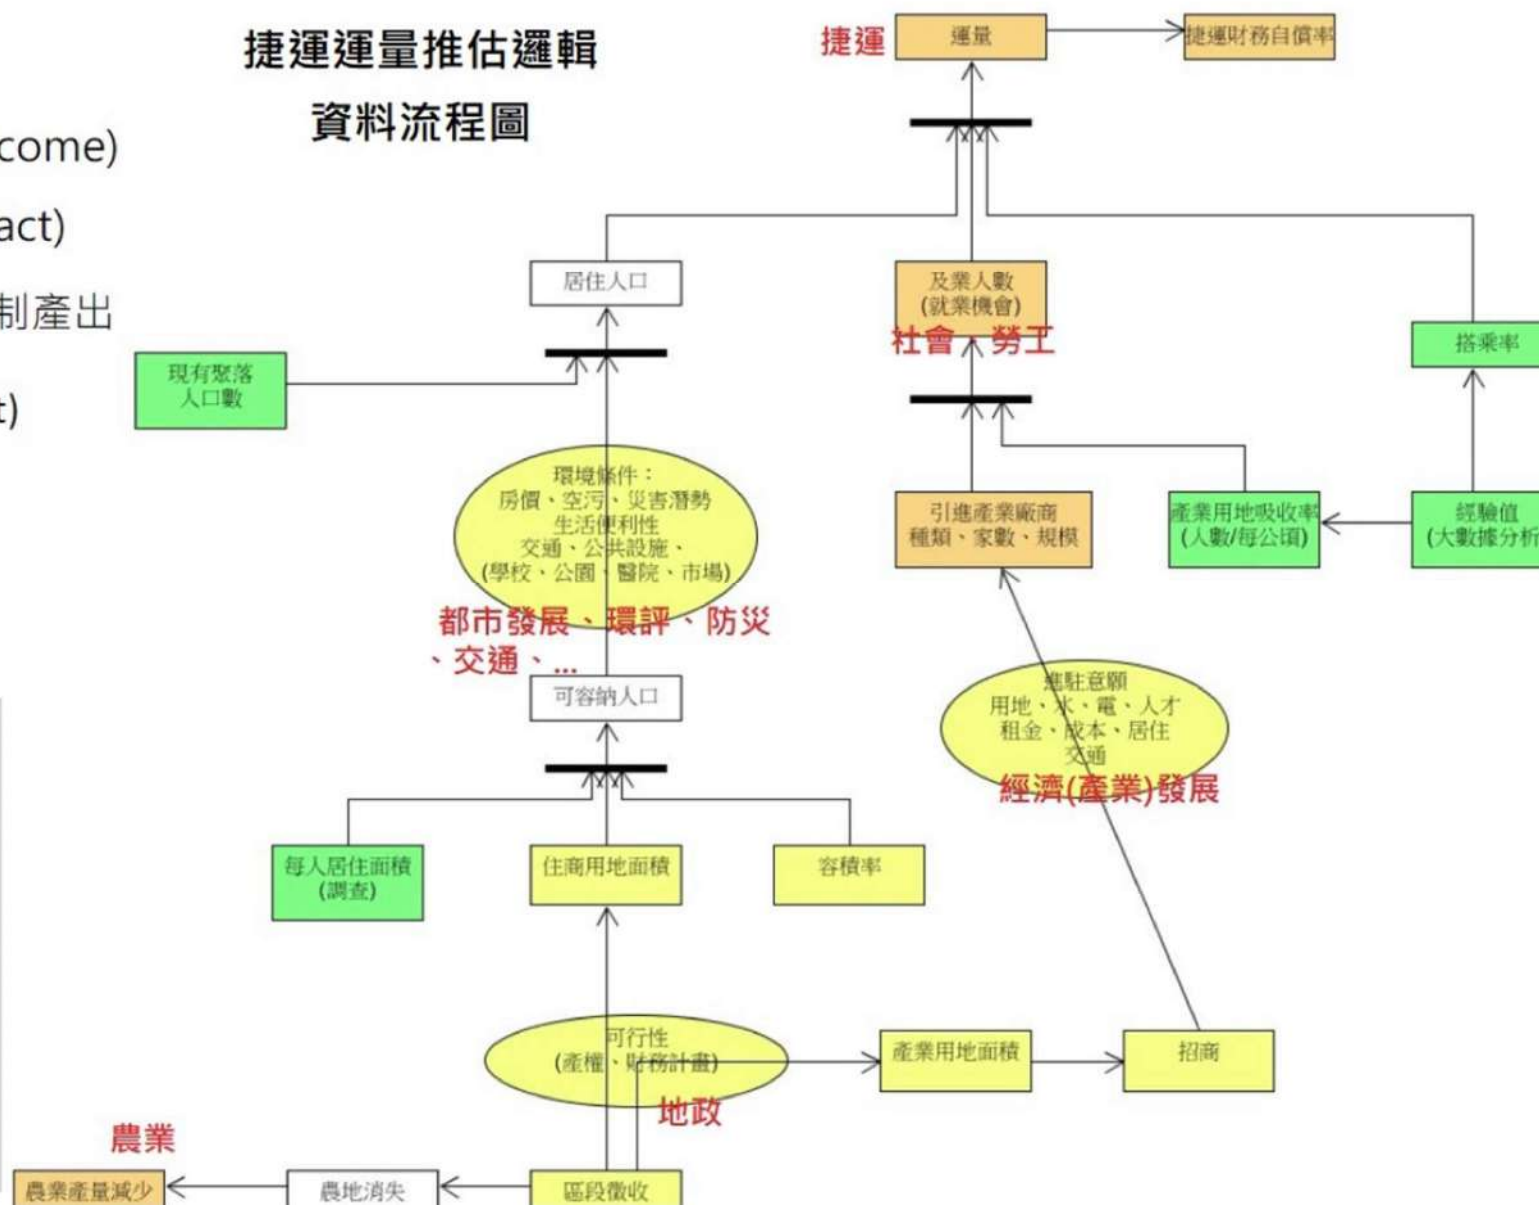 捷運運量推估邏輯
資料流程圖
come)
act)
制產出
t)
捷運
運量
捷運財務自償率
居住人口
及業人數
(就業機會)
社會、勞工
搭乘率
現有聚落
人口數
環境條件：
房價、空污、災害潛勢
生活便利性
交通、公共設施、
(學校、公園、醫院、市場)
都市發展、環評、防災
、交通、...
引進產業廠商
種類、家數、規模
產業用地吸收率
(人數/每公頃)
經驗值
(大數據分析
可容納人口
進駐意願
用地、水、電、人才
租金、成本、居住
交通
經濟(產業)發展
每人居住面積
(調查)
住商用地面積
容積率
可行性
(產權、財務計畫)
地政
產業用地面積
招商
農業
農業產量減少
農地消失
區段徵收